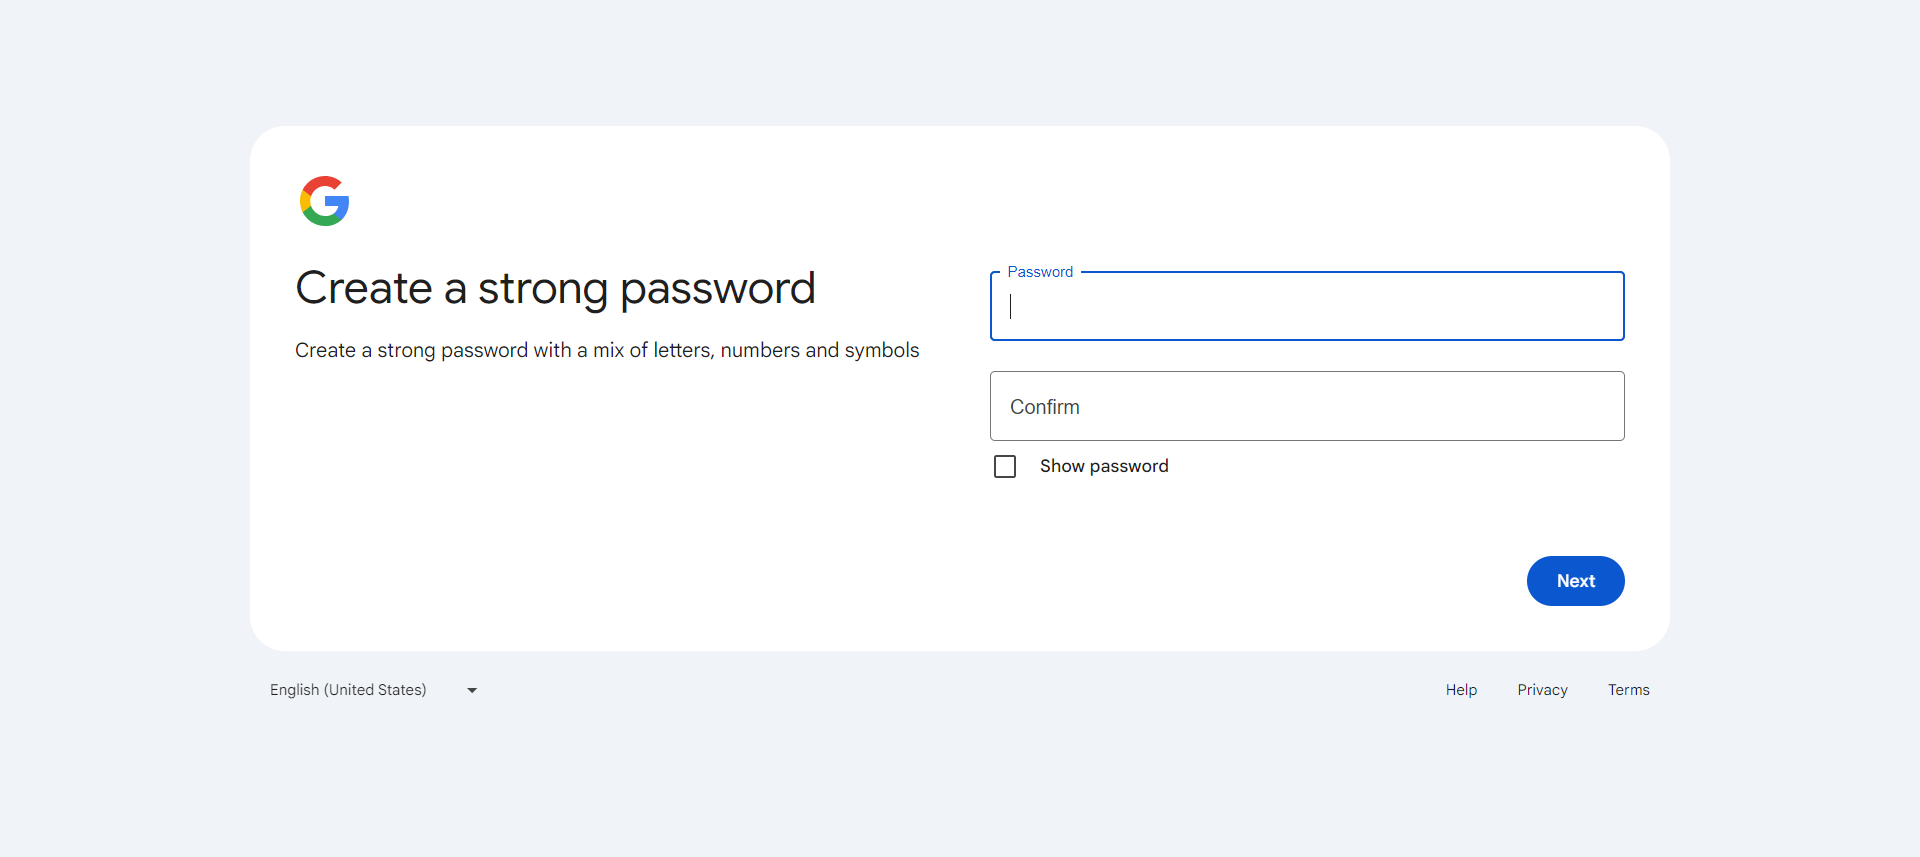 Create a strong password
Create a strong password with a mix of letters, numbers and symbols
Password
Confirm
Show password
Next
English (United States)
Help
Privacy
Terms